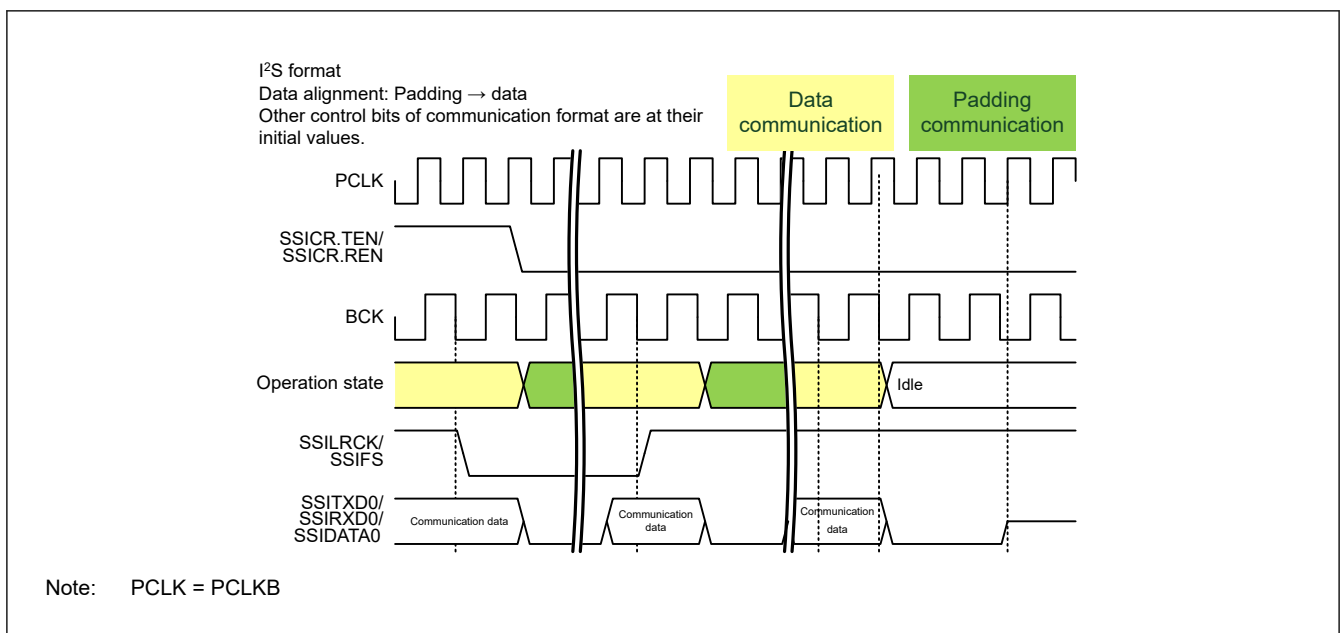 I²S format
Data alignment: Padding → data
Other control bits of communication format are at their
initial values.
Data
communication
Padding
communication
PCLK
SSICR.TEN/
SSICR.REN
BCK
Operation state
Idle
SSILRCK/
SSIFS
SSITXD0/
SSIRXD0/
SSIDATA0
Communication data
Communication
data
Communication
data
Note: PCLK = PCLKB